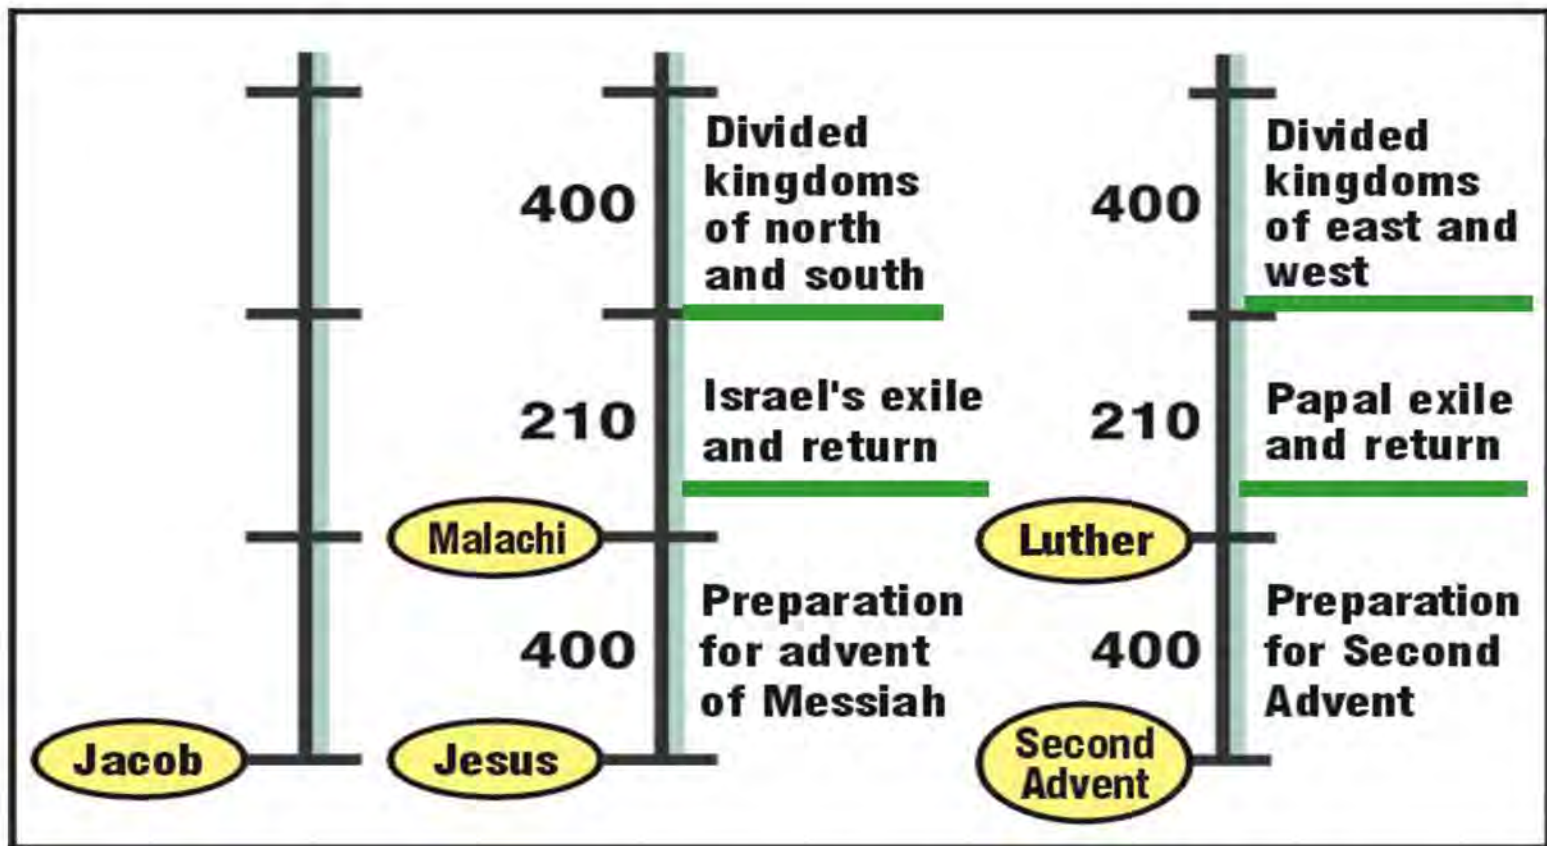 Jacob
400
Divided
kingdoms
of north
and south
210
Israel's exile
and return
Malachi
400
Preparation
for advent
of Messiah
Jesus
400
Divided
kingdoms
of east and
west
210
Papal exile
and return
Luther
400
Preparation
for Second
Advent
Second
Advent